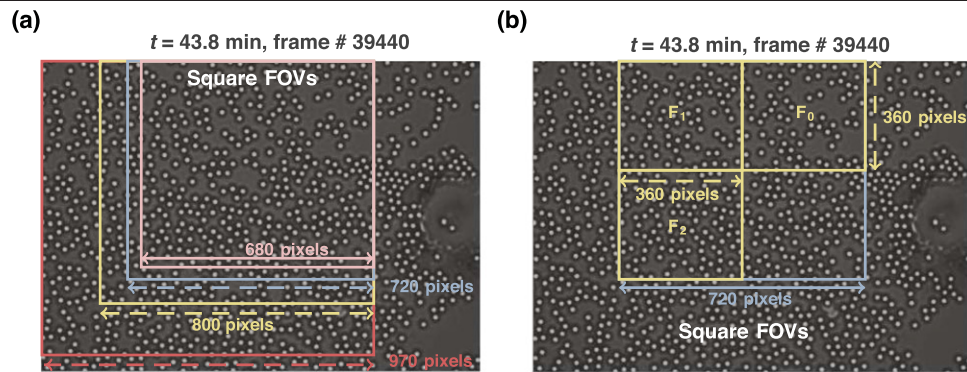 (a)
t = 43.8 min, frame # 39440
Square FOVs
680 pixels
720 pixels
800 pixels
970 pixels
(b)
t = 43.8 min, frame # 39440
F₁
F₀
360 pixels
360 pixels
F₂
720 pixels
Square FOVs